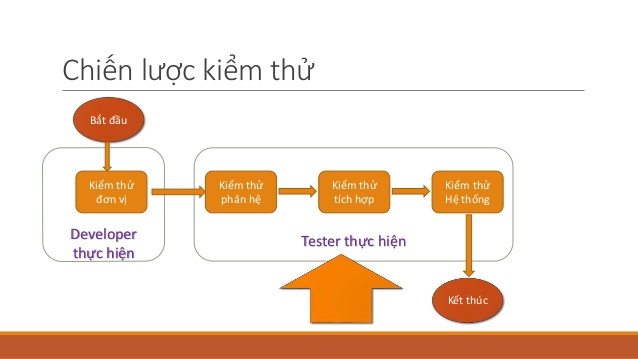 Chiến lược kiểm thử
Bắt đầu
Kiểm thử
đơn vị
Kiểm thử
phân hệ
Kiểm thử
tích hợp
Kiểm thử
Hệ thống
Developer
thực hiện
Tester thực hiện
Kết thúc